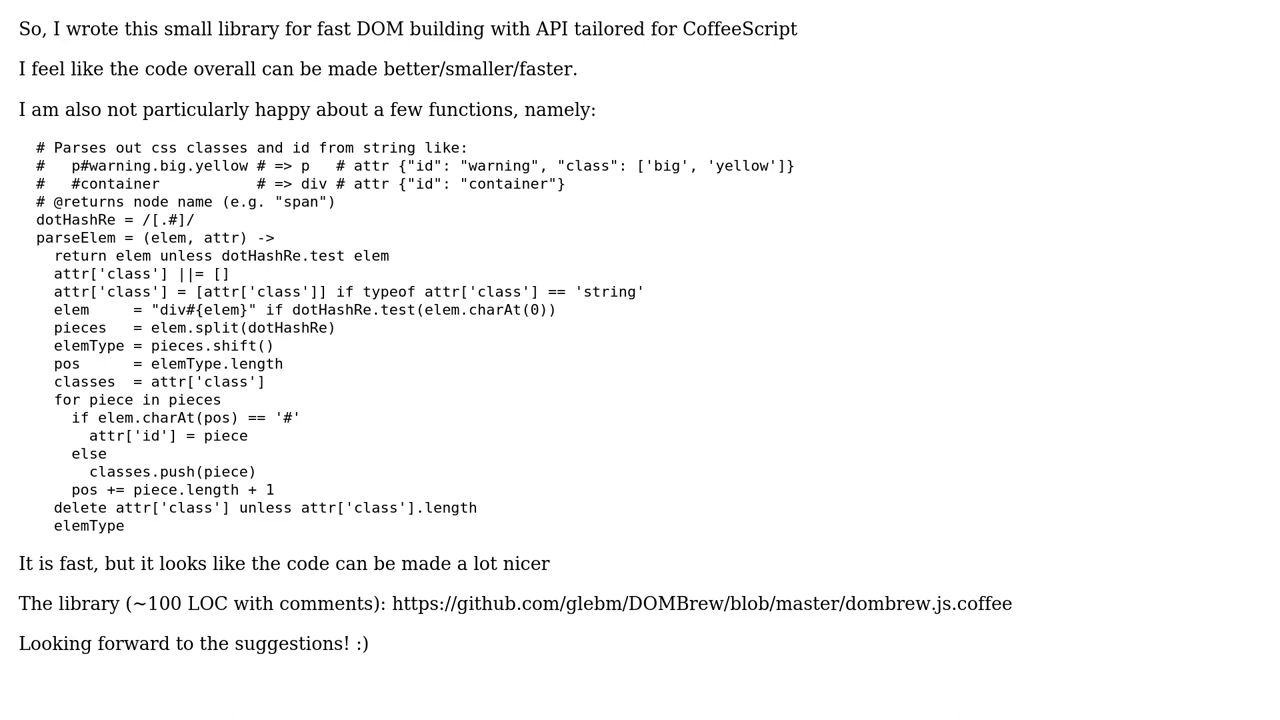 So, I wrote this small library for fast DOM building with API tailored for CoffeeScript
I feel like the code overall can be made better/smaller/faster.
I am also not particularly happy about a few functions, namely:
# Parses out css classes and id from string like:
#   p#warning.big.yellow # => p   # attr {"id": "warning", "class": ['big', 'yellow']}
#   #container           # => div # attr {"id": "container"}
# @returns node name (e.g. "span")
dotHashRe = /[.#]/
parseElem = (elem, attr) ->
  return elem unless dotHashRe.test elem
  attr['class'] ||= []
  attr['class'] = [attr['class']] if typeof attr['class'] == 'string'
  elem     = "div#{elem}" if dotHashRe.test(elem.charAt(0))
  pieces   = elem.split(dotHashRe)
  elemType = pieces.shift()
  pos      = elemType.length
  classes  = attr['class']
  for piece in pieces
    if elem.charAt(pos) == '#'
      attr['id'] = piece
    else
      classes.push(piece)
    pos += piece.length + 1
  delete attr['class'] unless attr['class'].length
  elemType
It is fast, but it looks like the code can be made a lot nicer
The library (~100 LOC with comments): https://github.com/glebm/DOMBrew/blob/master/dombrew.js.coffee
Looking forward to the suggestions! :)